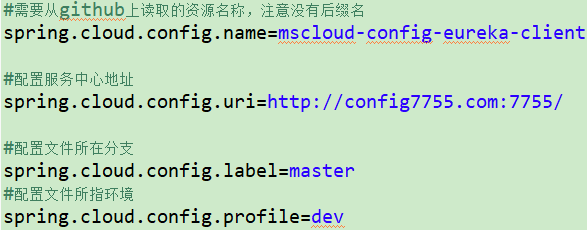 #需要从github上读取的资源名称，注意没有后缀名
spring.cloud.config.name=mscloud-config-eureka-client
#配置服务中心地址
spring.cloud.config.uri=http://config7755.com:7755/
#配置文件所在分支
spring.cloud.config.label=master
#配置文件所指环境
spring.cloud.config.profile=dev